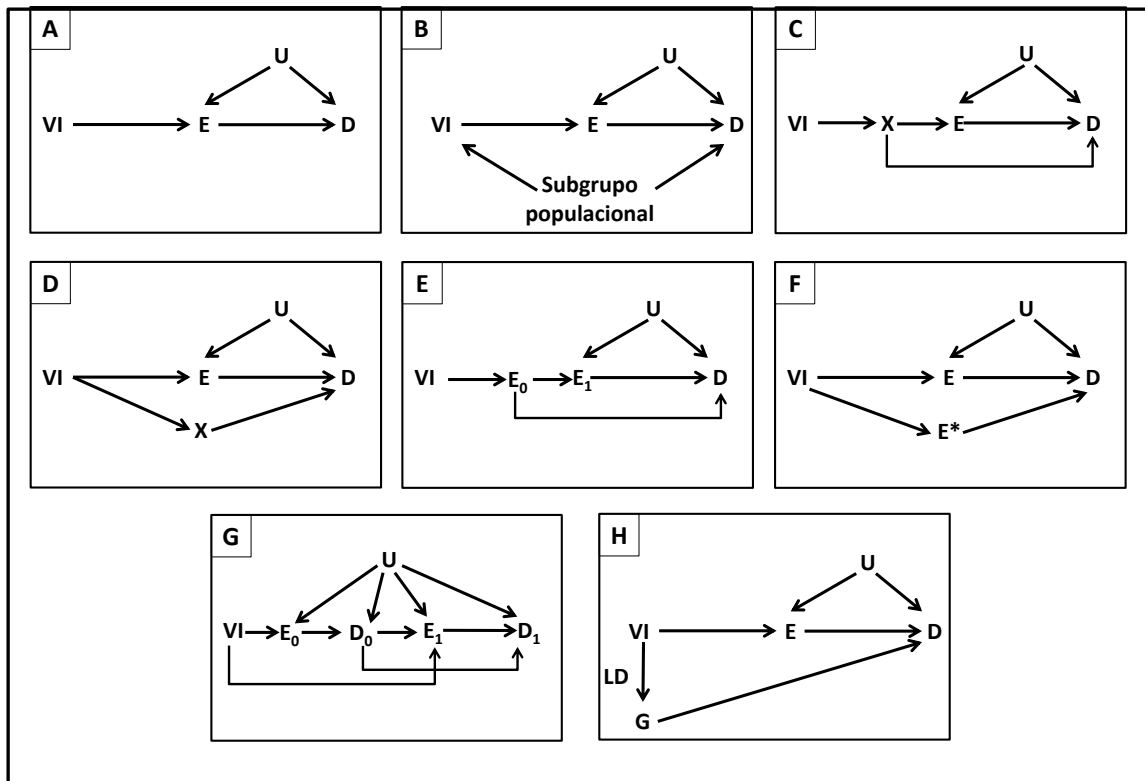 A
U
VI E D
B
U
VI E D
Subgrupo
populacional
C
U
VI X E D
D
U
VI E D
X
E
U
VI E₀ E₁ D
F
U
VI E D
E*
G
U
VI E₀ D₀ E₁ D₁
H
U
VI E D
LD
G